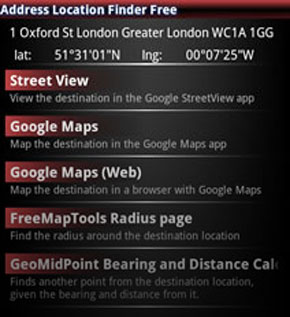 Address Location Finder Free
1 Oxford St London Greater London WC1A 1GG
lat: 51°31'01"N lng: 00°07'25"W
Street View
View the destination in the Google StreetView app
Google Maps
Map the destination in the Google Maps app
Google Maps (Web)
Map the destination in a browser with Google Maps
FreeMapTools Radius page
Find the radius around the destination location
GeoMidPoint Bearing and Distance Cal
Finds another point from the destination location,
given the bearing and distance from it.